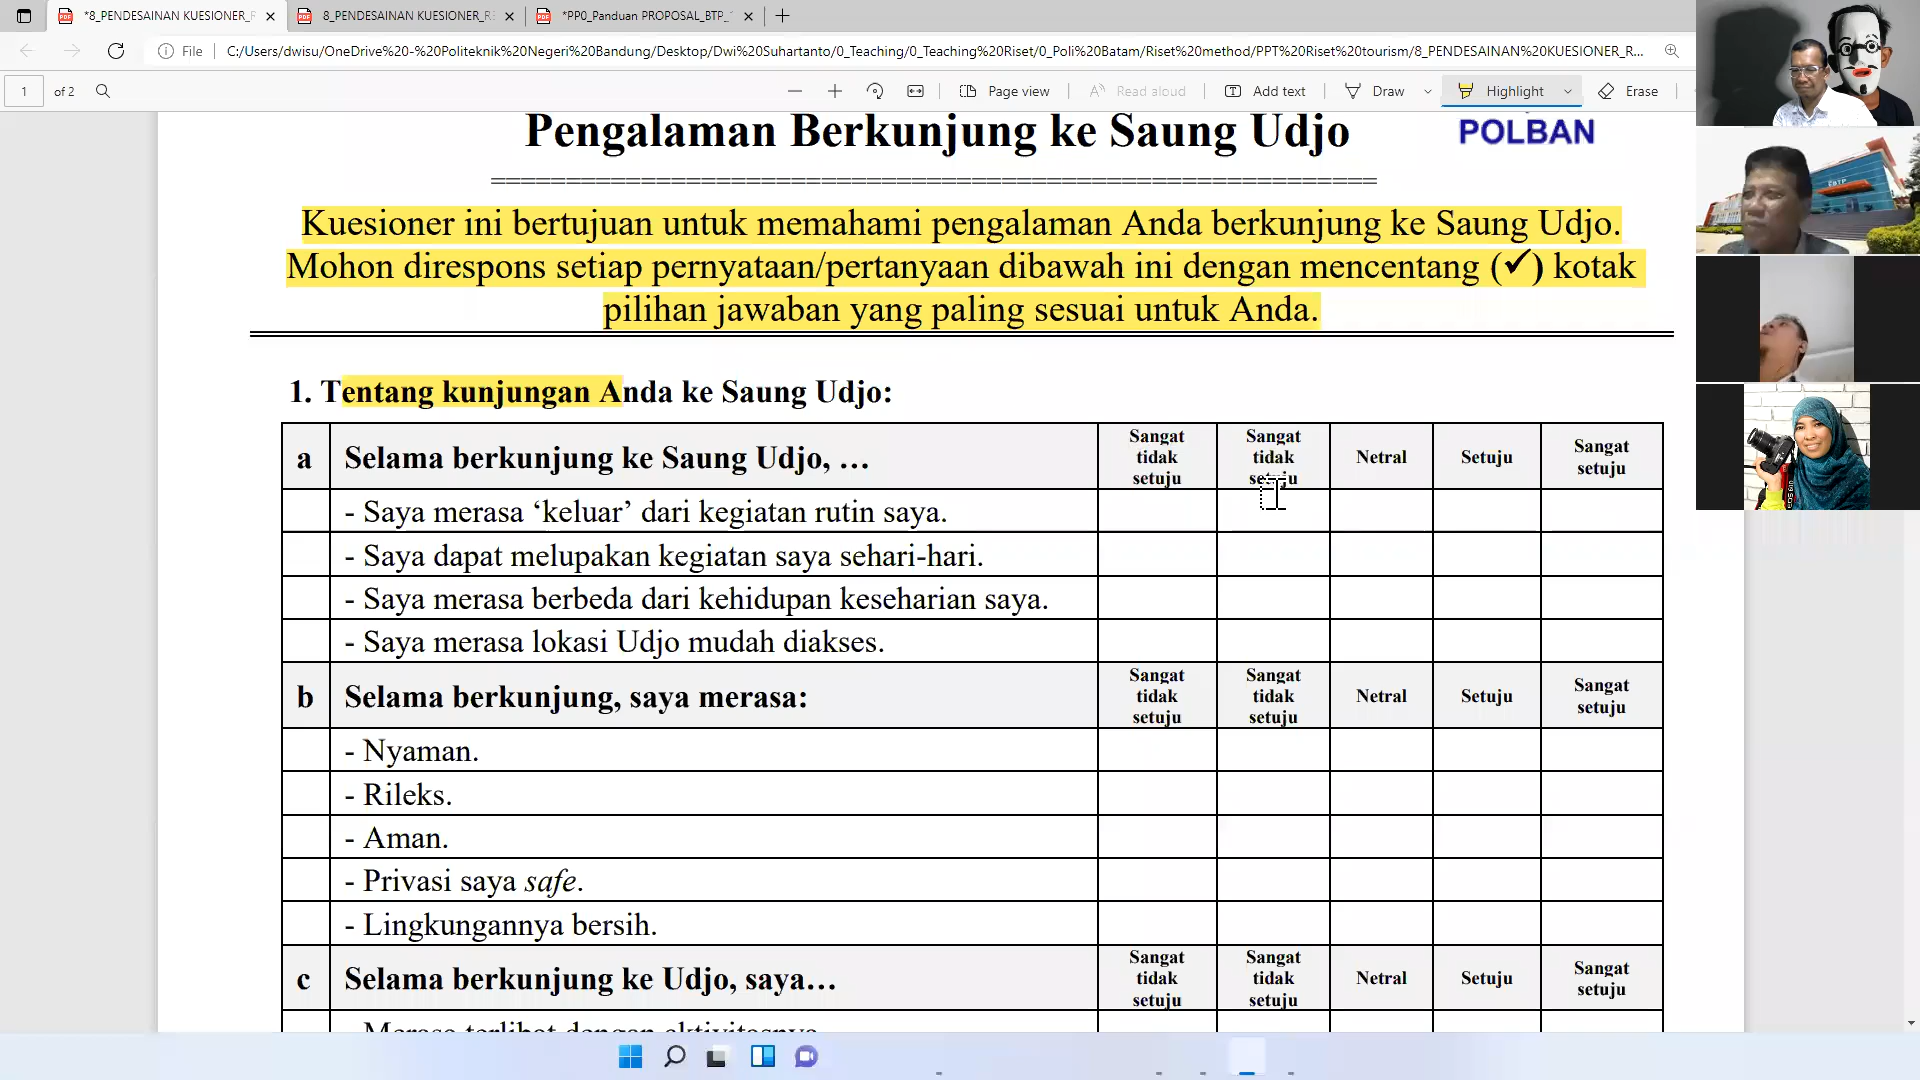 *8_PENDESAINAN KUESIONER_R
8_PENDESAINAN KUESIONER_R
*PP0_Panduan PROPOSAL_BTP_
File
C:/Users/dwisu/OneDrive%20-%20Politeknik%20Negeri%20Bandung/Desktop/Dwi%20Suhartanto/0_Teaching/0_Teaching%20Riset/0_Poli%20Batam/Riset%20method/PPT%20Riset%20tourism/8_PENDESAINAN%20KUESIONER_R...
1 of 2
Page view
Read aloud
Add text
Draw
Highlight
Erase
Pengalaman Berkunjung ke Saung Udjo
POLBAN
Kuesioner ini bertujuan untuk memahami pengalaman Anda berkunjung ke Saung Udjo.
Mohon direspons setiap pernyataan/pertanyaan dibawah ini dengan mencentang (✓) kotak
pilihan jawaban yang paling sesuai untuk Anda.
1. Tentang kunjungan Anda ke Saung Udjo:
a Selama berkunjung ke Saung Udjo, … Sangat tidak setuju Sangat tidak setuju Netral Setuju Sangat setuju
- Saya merasa ‘keluar’ dari kegiatan rutin saya.
- Saya dapat melupakan kegiatan saya sehari-hari.
- Saya merasa berbeda dari kehidupan keseharian saya.
- Saya merasa lokasi Udjo mudah diakses.
b Selama berkunjung, saya merasa: Sangat tidak setuju Sangat tidak setuju Netral Setuju Sangat setuju
- Nyaman.
- Rileks.
- Aman.
- Privasi saya safe.
- Lingkungannya bersih.
c Selama berkunjung ke Udjo, saya… Sangat tidak setuju Sangat tidak setuju Netral Setuju Sangat setuju
- Merasa terlibat dengan aktivitasnya